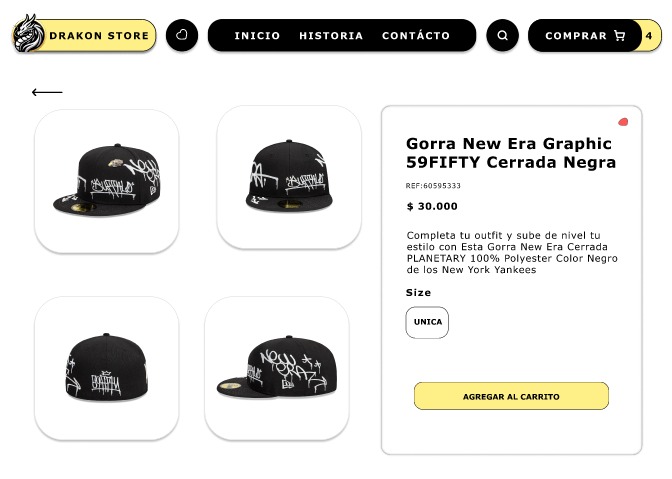 DRAKON STORE
INICIO HISTORIA CONTÁCTO
COMPRAR 4
Gorra New Era Graphic
59FIFTY Cerrada Negra
REF:60595333
$ 30.000
Completa tu outfit y sube de nivel tu
estilo con Esta Gorra New Era Cerrada
PLANETARY 100% Polyester Color Negro
de los New York Yankees
Size
UNICA
AGREGAR AL CARRITO